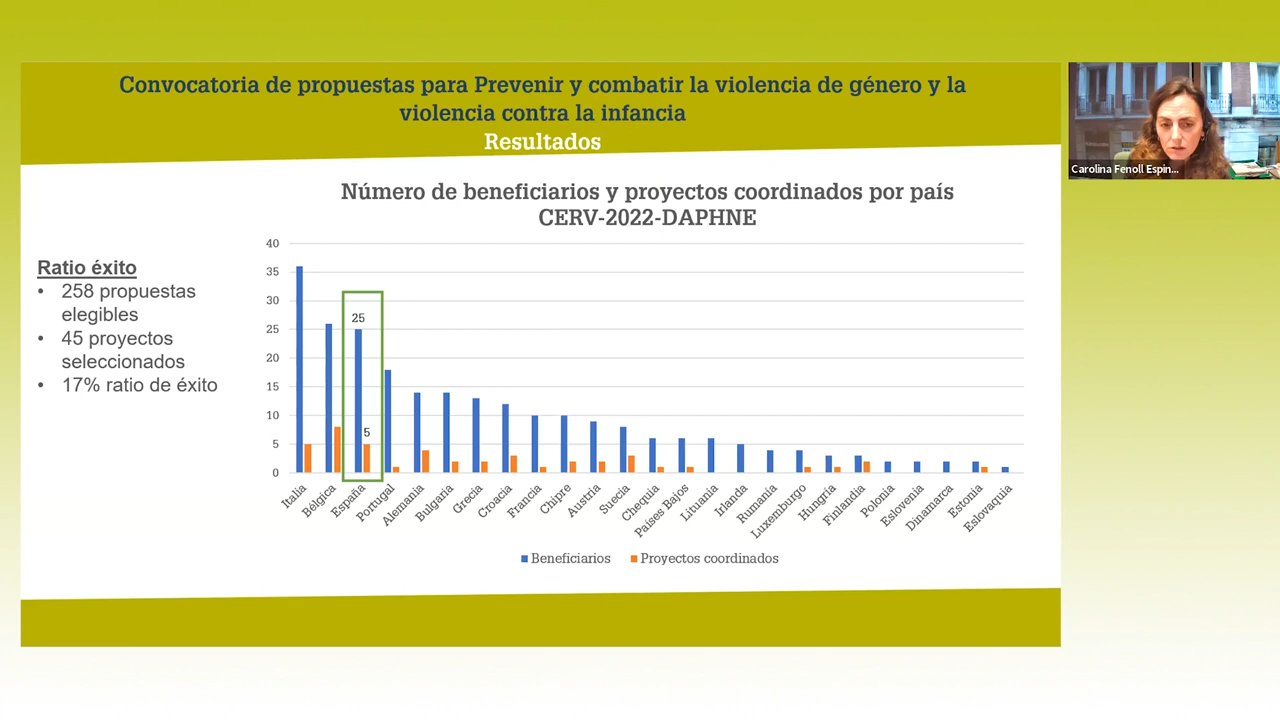 Convocatoria de propuestas para Prevenir y combatir la violencia de género y la
violencia contra la infancia
Resultados
Carolina Fenoll Espin...
Número de beneficiarios y proyectos coordinados por país
CERV-2022-DAPHNE
Ratio éxito
• 258 propuestas
elegibles
• 45 proyectos
seleccionados
• 17% ratio de éxito
40
35
30
25
20
15
10
5
0
25
5
Italia
Bélgica
España
Portugal
Alemania
Bulgaria
Grecia
Croacia
Francia
Chipre
Austria
Suecia
Chequia
Países Bajos
Lituania
Irlanda
Rumanía
Luxemburgo
Hungría
Finlandia
Polonia
Eslovenia
Dinamarca
Estonia
Eslovaquia
Beneficiarios
Proyectos coordinados